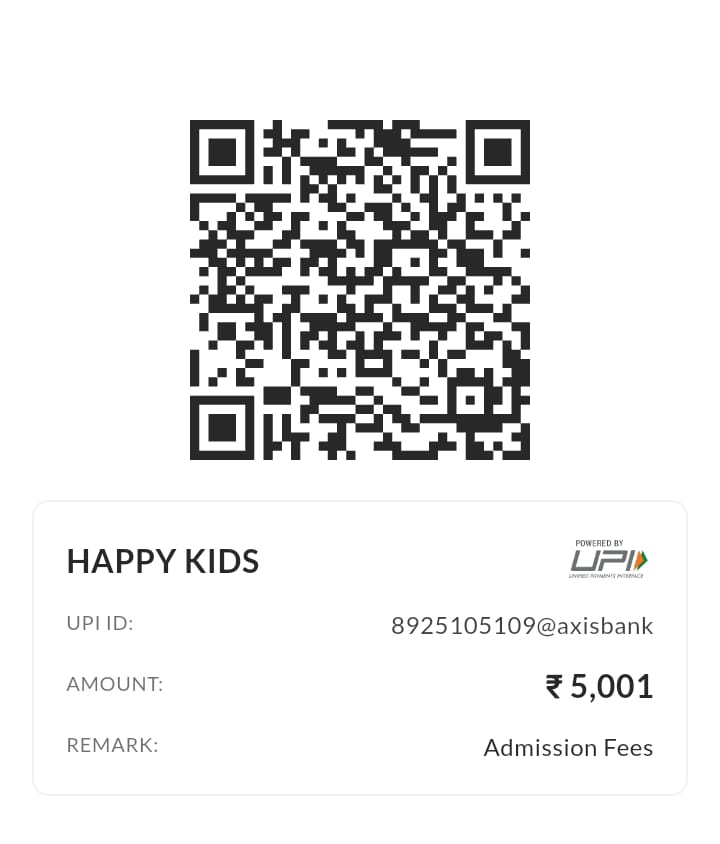 HAPPY KIDS
POWERED BY
UPI
UNIFIED PAYMENTS INTERFACE
UPI ID: 8925105109@axisbank
AMOUNT: ₹ 5,001
REMARK: Admission Fees